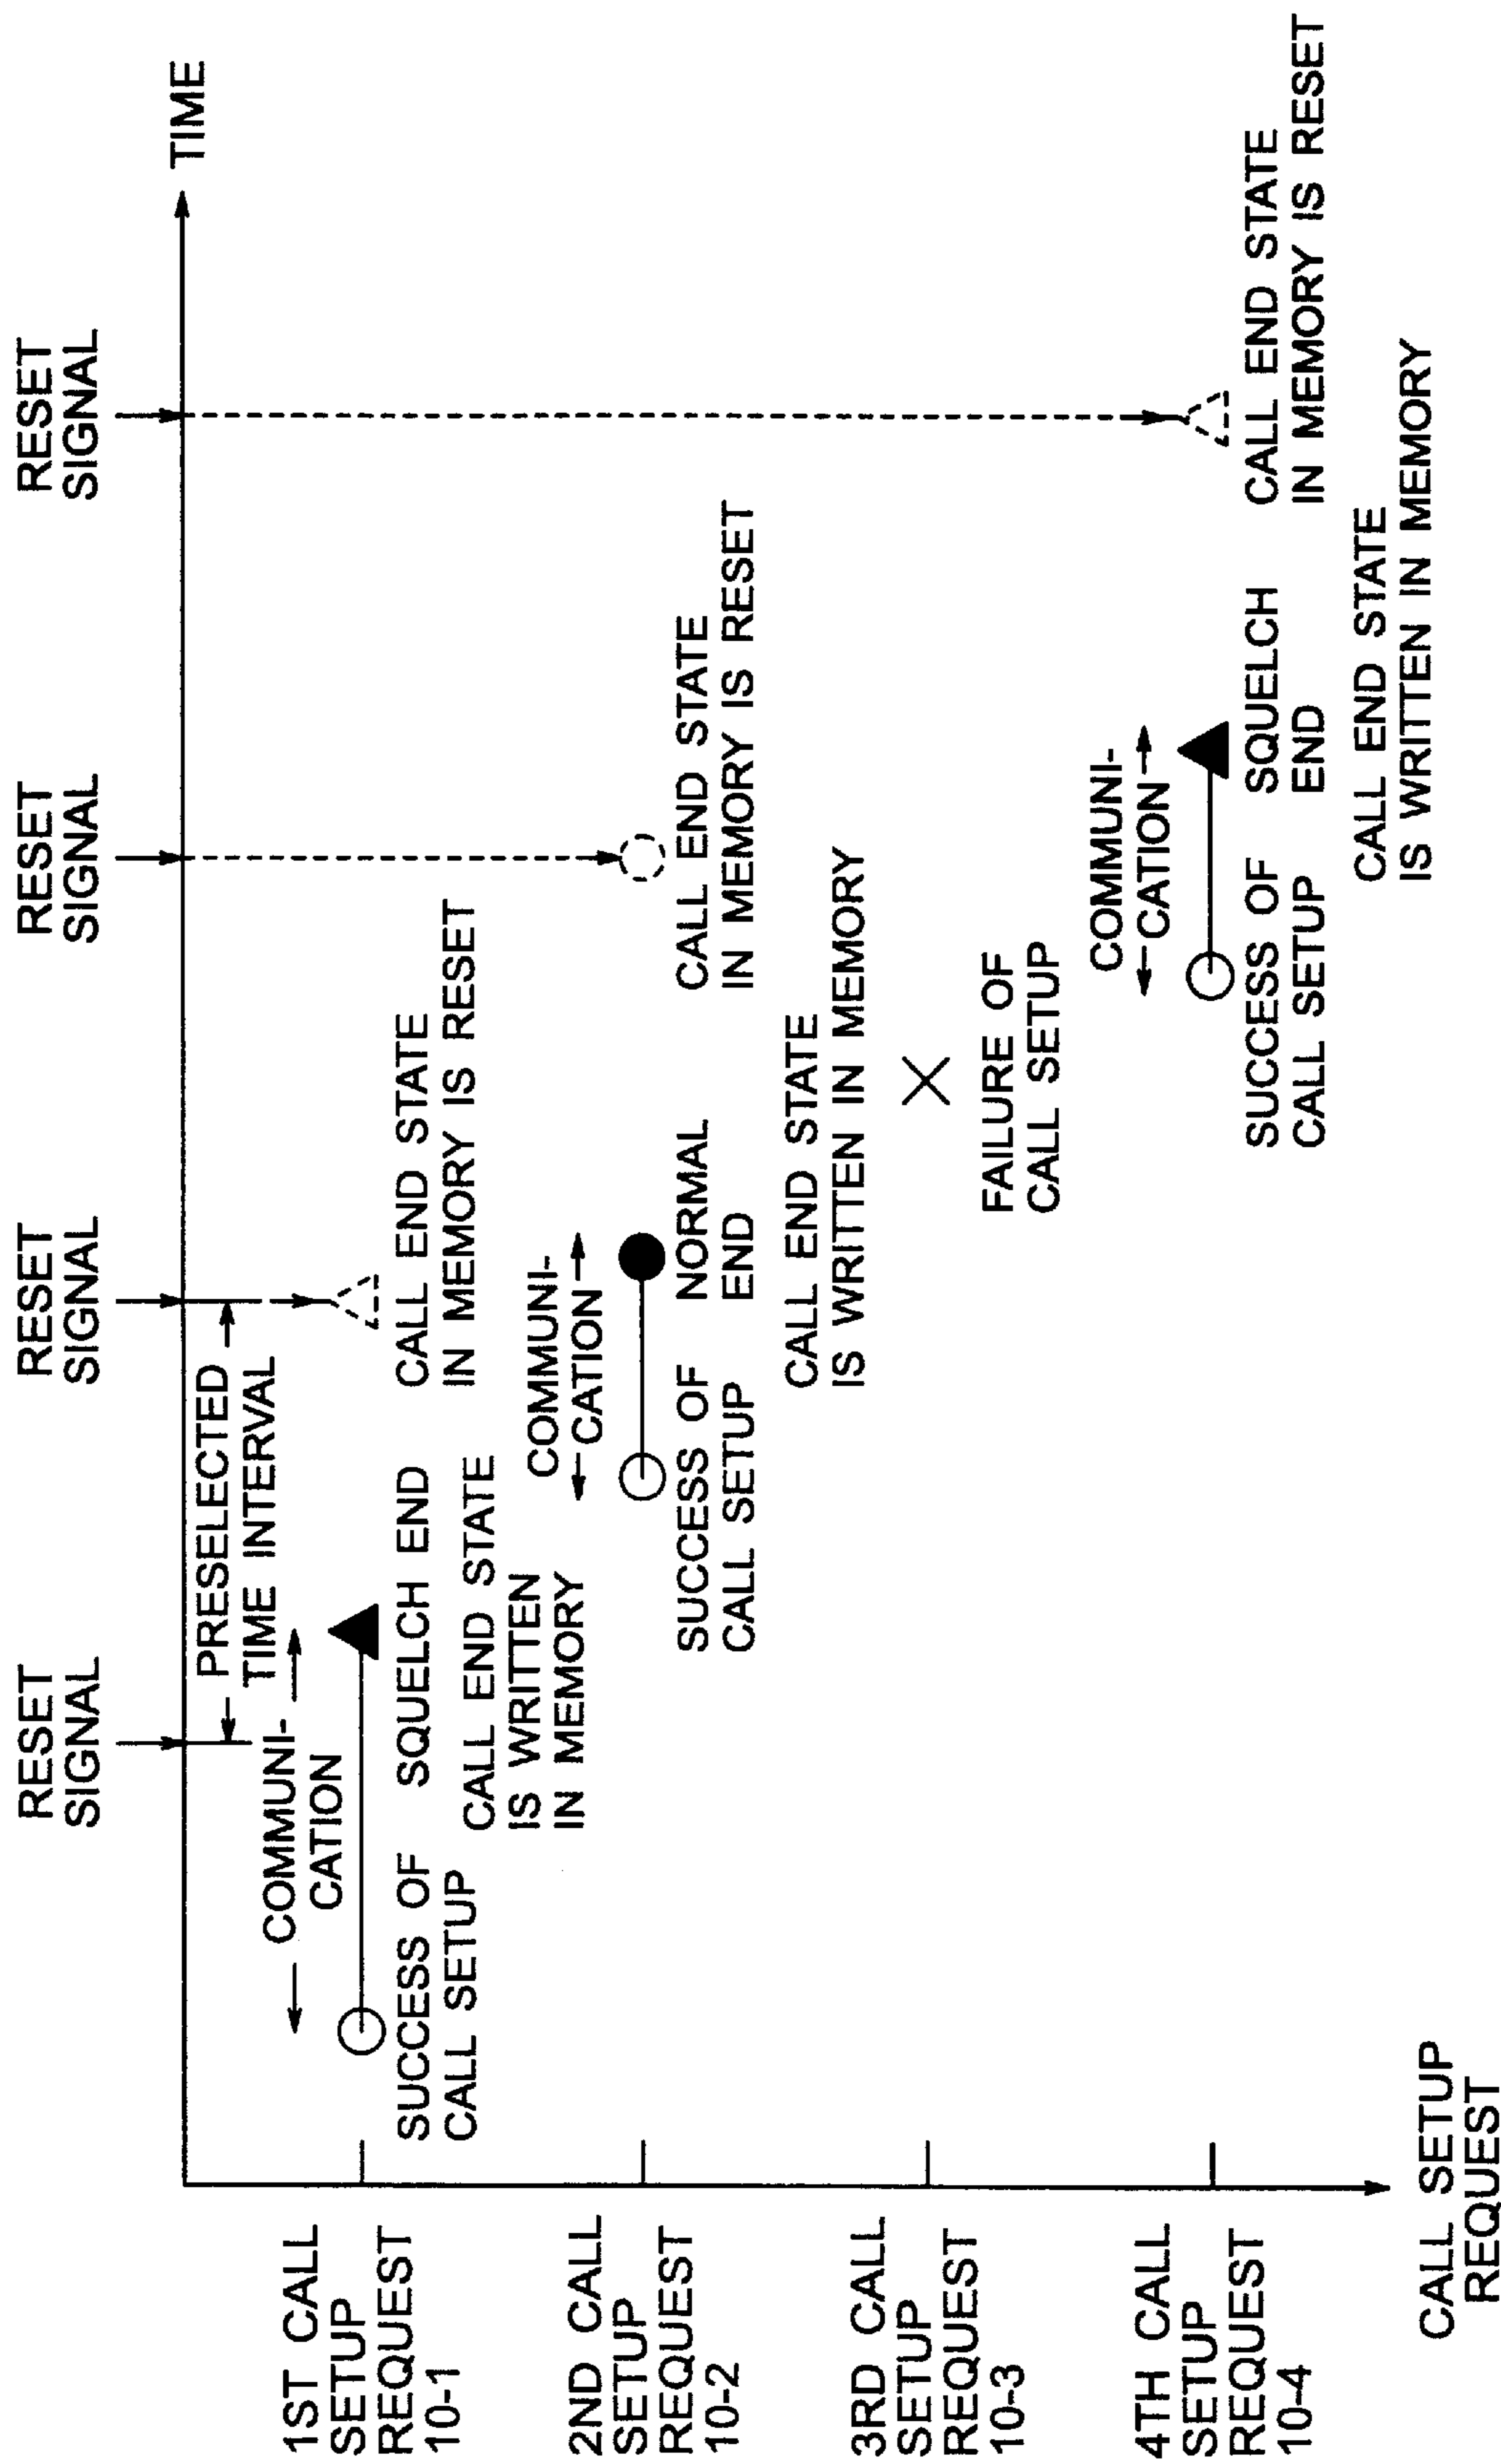 RESET
SIGNAL
RESET
SIGNAL
RESET
SIGNAL
RESET
SIGNAL
TIME
PRESELECTED
TIME INTERVAL
1ST CALL
SETUP
REQUEST
10-1
COMMUNI-
CATION
SUCCESS OF
CALL SETUP
SQUELCH END
CALL END STATE
IS WRITTEN
IN MEMORY
CALL END STATE
IN MEMORY IS RESET
2ND CALL
SETUP
REQUEST
10-2
COMMUNI-
CATION
SUCCESS OF
CALL SETUP
NORMAL
END
CALL END STATE
IS WRITTEN IN MEMORY
CALL END STATE
IN MEMORY IS RESET
3RD CALL
SETUP
REQUEST
10-3
FAILURE OF
CALL SETUP
4TH CALL
SETUP
REQUEST
10-4
COMMUNI-
CATION
SUCCESS OF
CALL SETUP
SQUELCH
END
CALL END STATE
IS WRITTEN IN MEMORY
CALL END STATE
IN MEMORY IS RESET
CALL SETUP
REQUEST